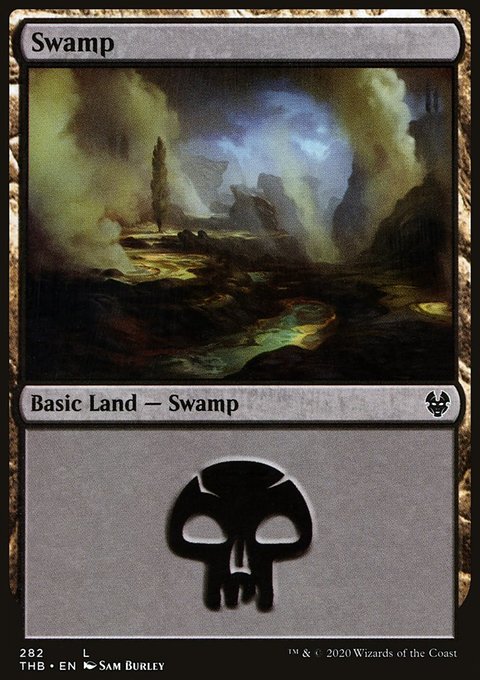 Swamp
Basic Land — Swamp
282 L
THB • EN Sam Burley
™ & © 2020 Wizards of the Coast